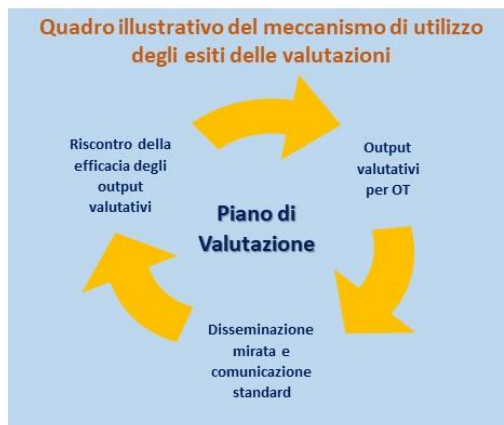 Quadro illustrativo del meccanismo di utilizzo
degli esiti delle valutazioni
Riscontro della
efficacia degli
output
valutativi
Output
valutativi
per OT
Piano di
Valutazione
Disseminazione
mirata e
comunicazione
standard